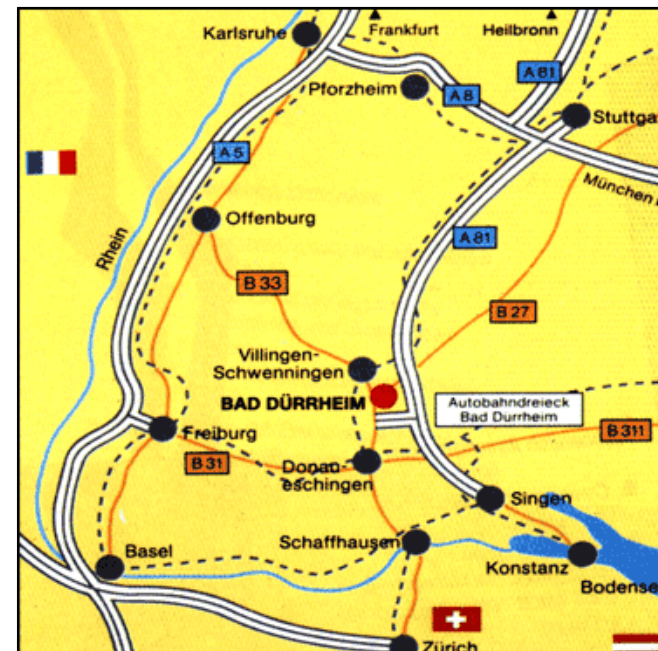 Karlsruhe
Frankfurt
Heilbronn
A 81
Pforzheim
A 8
Stuttga
A 5
München
Rhein
Offenburg
A 81
B 33
B 27
Villingen-
Schwenningen
BAD DÜRRHEIM
Autobahndreieck
Bad Durrheim
Freiburg
B 31
B 311
Donau-
eschingen
Singen
Basel
Schaffhausen
Konstanz
Bodense
Zürich